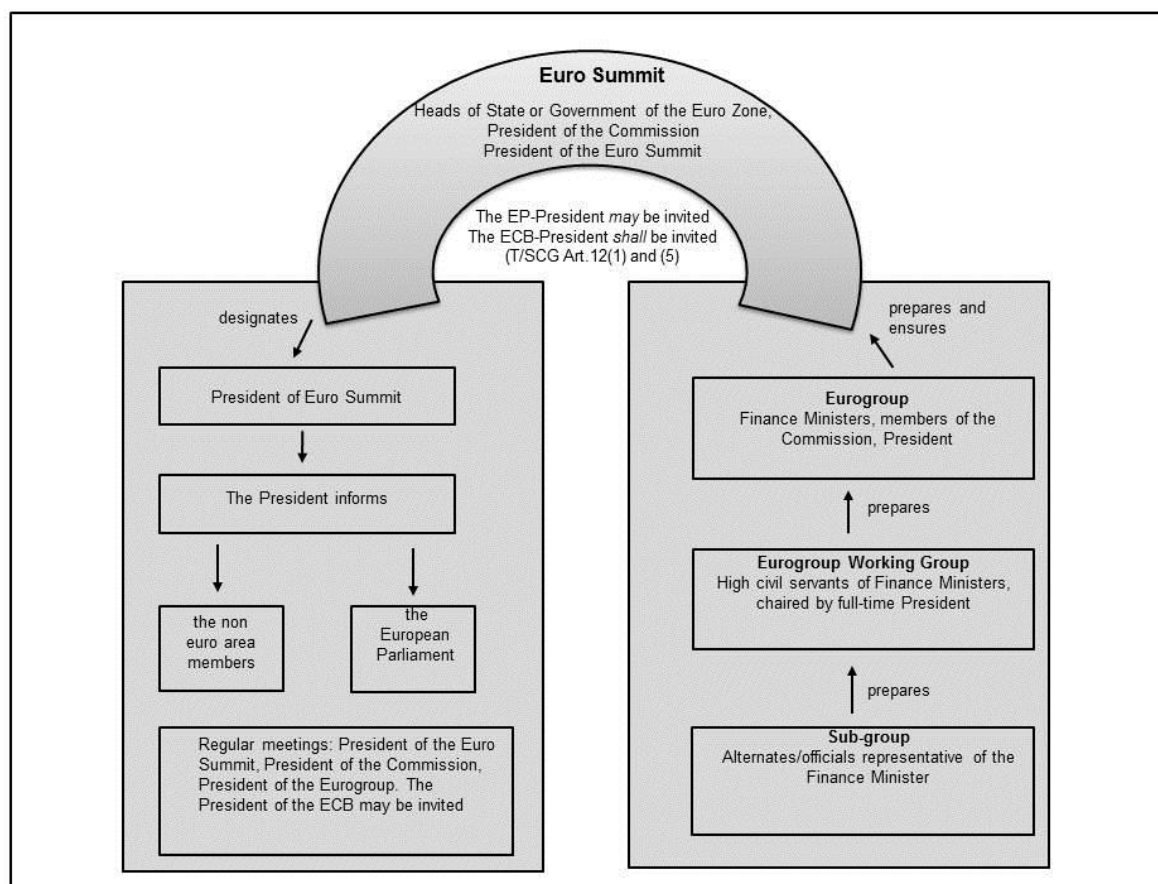 Euro Summit
Heads of State or Government of the Euro Zone,
President of the Commission
President of the Euro Summit
The EP-President may be invited
The ECB-President shall be invited
(T/SCG Art.12(1) and (5)
designates
President of Euro Summit
The President informs
the non
euro area
members
the
European
Parliament
Regular meetings: President of the Euro
Summit, President of the Commission,
President of the Eurogroup. The
President of the ECB may be invited
prepares and
ensures
Eurogroup
Finance Ministers, members of the
Commission, President
prepares
Eurogroup Working Group
High civil servants of Finance Ministers,
chaired by full-time President
prepares
Sub-group
Alternates/officials representative of the
Finance Minister